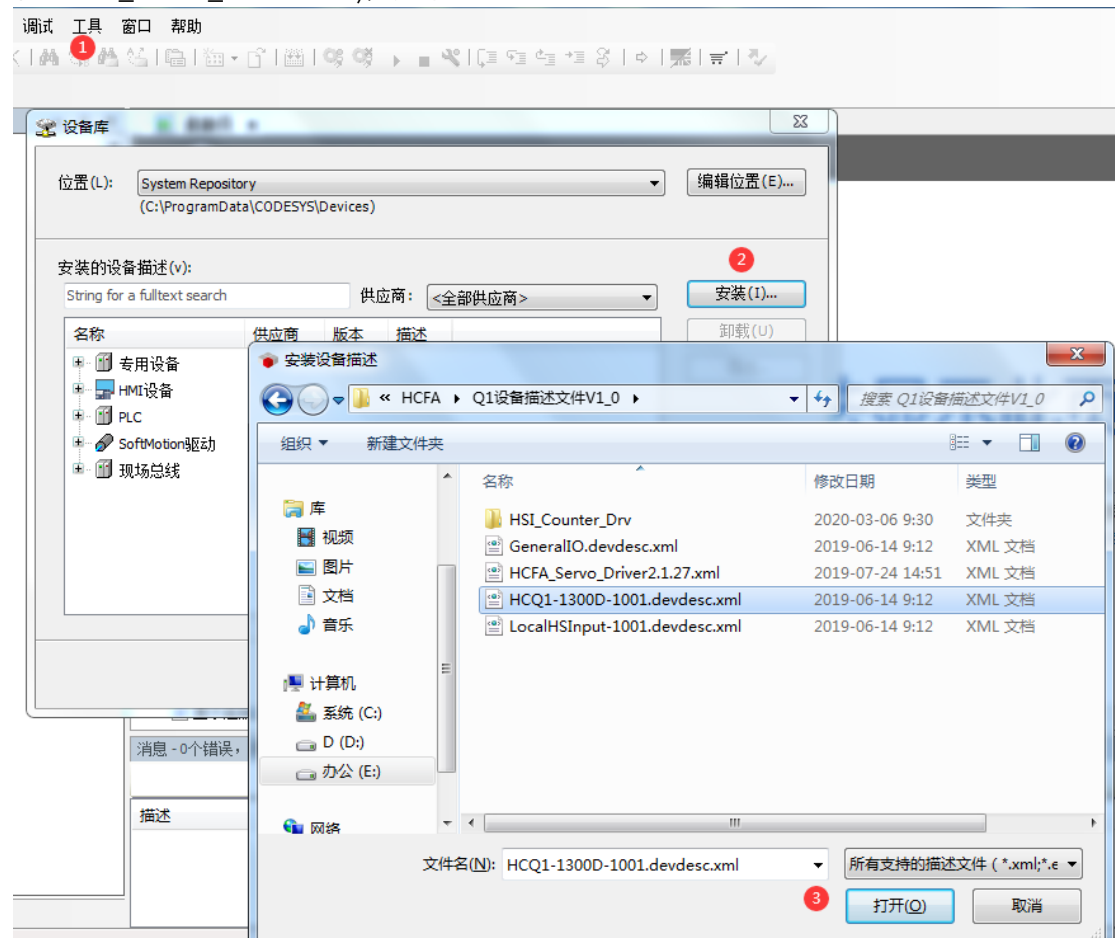 调试 工具 窗口 帮助
1
设备库
位置(L): System Repository 编辑位置(E)...
(C:\ProgramData\CODESYS\Devices)
安装的设备描述(v):
2
String for a fulltext search 供应商: <全部供应商> 安装(I)...
名称 供应商 版本 描述 卸载(U)
专用设备
HMI设备
PLC
SoftMotion驱动
现场总线
安装设备描述
« HCFA Q1设备描述文件V1_0 搜索 Q1设备描述文件V1_0
组织 新建文件夹
名称 修改日期 类型
库
视频
图片
文档
音乐
计算机
系统 (C:)
D (D:)
办公 (E:)
网络
HSI_Counter_Drv 2020-03-06 9:30 文件夹
GeneralIO.devdesc.xml 2019-06-14 9:12 XML 文档
HCFA_Servo_Driver2.1.27.xml 2019-07-24 14:51 XML 文档
HCQ1-1300D-1001.devdesc.xml 2019-06-14 9:12 XML 文档
LocalHSInput-1001.devdesc.xml 2019-06-14 9:12 XML 文档
消息 - 0个错误,
描述
文件名(N): HCQ1-1300D-1001.devdesc.xml 所有支持的描述文件 ( *.xml;*.e
3
打开(O) 取消